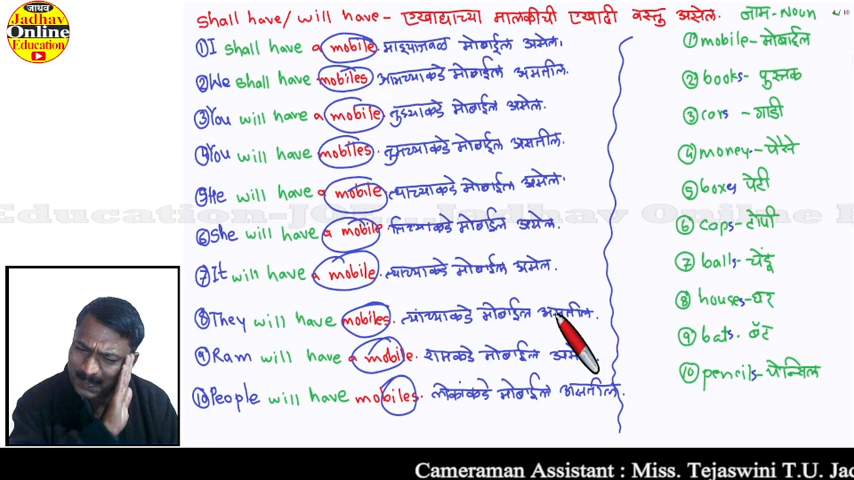 Shall have/will have - एखाद्याच्या मालकीची एखादी वस्तू असेल. नाम-Noun
जाधव
Jadhav
Online
Education
① I shall have a mobile. माझ्याजवळ मोबाईल असेल.
② We shall have mobiles आमच्याकडे मोबाईल असतील.
③ You will have a mobile तुझ्याकडे मोबाईल असेल.
④ You will have mobiles. तुमच्याकडे मोबाईल असतील.
⑤ He will have a mobile त्याच्याकडे मोबाईल असेल.
⑥ She will have a mobile तिच्याकडे मोबाईल असेल.
⑦ It will have a mobile. त्याच्याकडे मोबाईल असेल.
⑧ They will have mobiles. त्यांच्याकडे मोबाईल असतील.
⑨ Ram will have a mobile. रामकडे मोबाईल
⑩ People will have mobiles. लोकांकडे मोबाईल असतील.
① mobile - मोबाईल
② books - पुस्तक
③ cars - गाडी
④ money - पैसे
⑤ boxes पेटी
⑥ caps - टोपी
⑦ balls - चेंडू
⑧ houses - घर
⑨ bats - बॅट
⑩ pencils - पेन्सिल
Cameraman Assistant : Miss. Tejaswini T.U. Jad